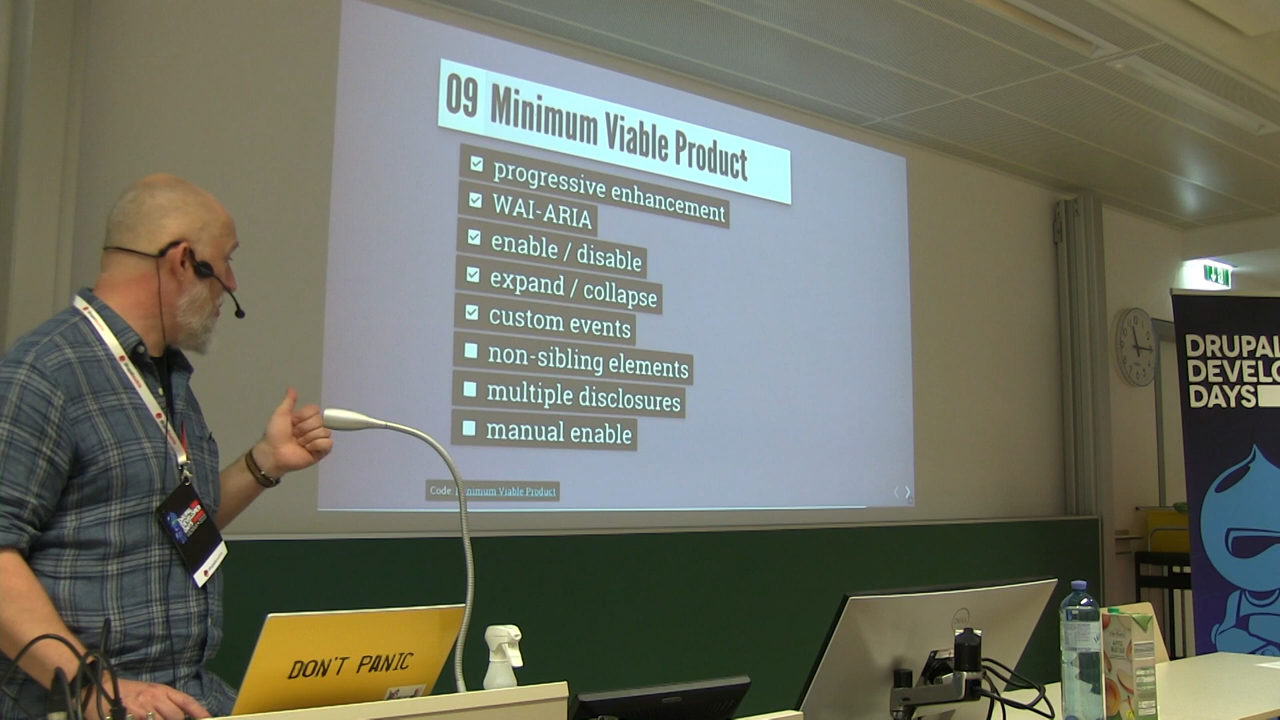 09 Minimum Viable Product
progressive enhancement
WAI-ARIA
enable / disable
expand / collapse
custom events
non-sibling elements
multiple disclosures
manual enable
Code: Minimum Viable Product
DON'T PANIC
DRUPAL
DEVELO
DAYS